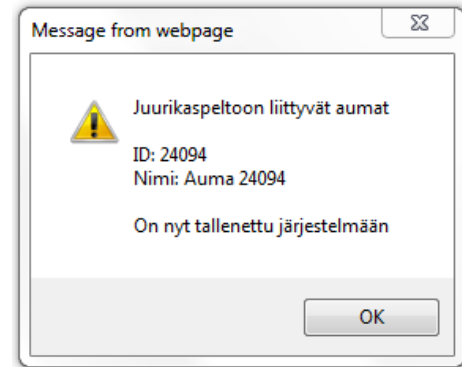 Message from webpage
Juurikaspeltoon liittyvät aumat
ID: 24094
Nimi: Auma 24094
On nyt tallenettu järjestelmään
OK